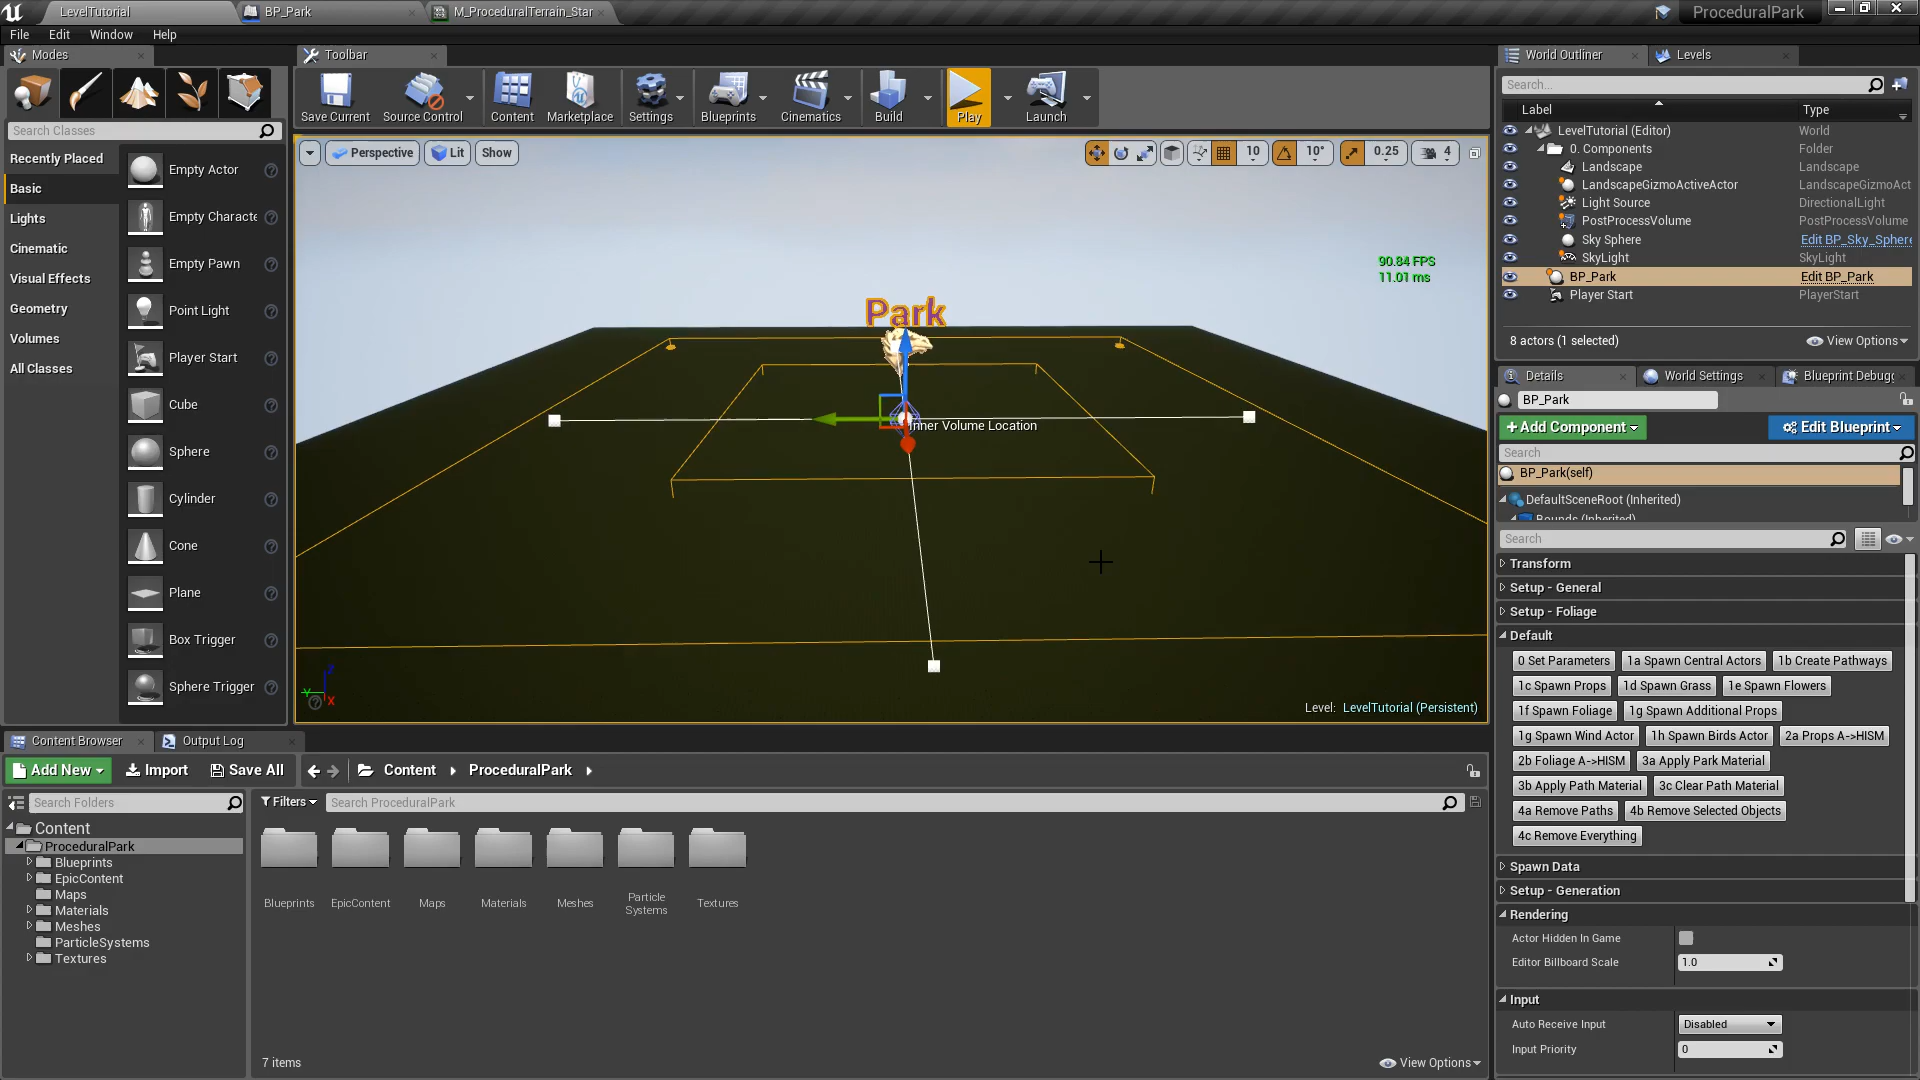 LevelTutorial
BP_Park
M_ProceduralTerrain_Star
ProceduralPark
File Edit Window Help
Modes
Toolbar
World Outliner
Levels
Save Current
Source Control
Content
Marketplace
Settings
Blueprints
Cinematics
Build
Play
Launch
Search Classes
Search...
Label
Type
Recently Placed
Basic
Lights
Cinematic
Visual Effects
Geometry
Volumes
All Classes
Empty Actor
Empty Characte
Empty Pawn
Point Light
Player Start
Cube
Sphere
Cylinder
Cone
Plane
Box Trigger
Sphere Trigger
Perspective
Lit
Show
10
10°
0.25
4
90.84 FPS
11.01 ms
Park
Inner Volume Location
Z
Y
X
Level: LevelTutorial (Persistent)
LevelTutorial (Editor) World
0. Components Folder
Landscape Landscape
LandscapeGizmoActiveActor LandscapeGizmoAct
Light Source DirectionalLight
PostProcessVolume PostProcessVolume
Sky Sphere Edit BP_Sky_Sphere
SkyLight SkyLight
BP_Park Edit BP_Park
Player Start PlayerStart
8 actors (1 selected)
View Options
Details
World Settings
Blueprint Debugg
BP_Park
+Add Component
Edit Blueprint
Search
BP_Park(self)
DefaultSceneRoot (Inherited)
Bounds (Inherited)
Search
Transform
Setup - General
Setup - Foliage
Default
0 Set Parameters
1a Spawn Central Actors
1b Create Pathways
1c Spawn Props
1d Spawn Grass
1e Spawn Flowers
1f Spawn Foliage
1g Spawn Additional Props
1g Spawn Wind Actor
1h Spawn Birds Actor
2a Props A->HISM
2b Foliage A->HISM
3a Apply Park Material
3b Apply Path Material
3c Clear Path Material
4a Remove Paths
4b Remove Selected Objects
4c Remove Everything
Spawn Data
Setup - Generation
Rendering
Actor Hidden In Game
Editor Billboard Scale 1.0
Input
Auto Receive Input Disabled
Input Priority 0
Content Browser
Output Log
Add New
Import
Save All
Content
ProceduralPark
Search Folders
Filters
Search ProceduralPark
Content
ProceduralPark
Blueprints
EpicContent
Maps
Materials
Meshes
ParticleSystems
Textures
Blueprints
EpicContent
Maps
Materials
Meshes
Particle
Systems
Textures
7 items
View Options